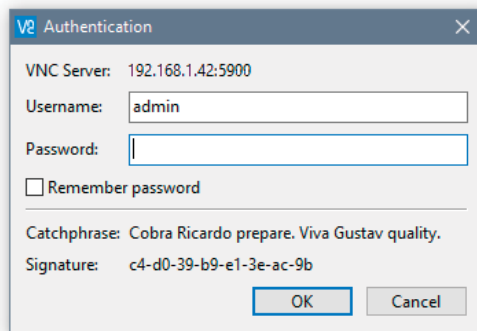 V2 Authentication
VNC Server: 192.168.1.42:5900
Username: admin
Password:
Remember password
Catchphrase: Cobra Ricardo prepare. Viva Gustav quality.
Signature: c4-d0-39-b9-e1-3e-ac-9b
OK Cancel